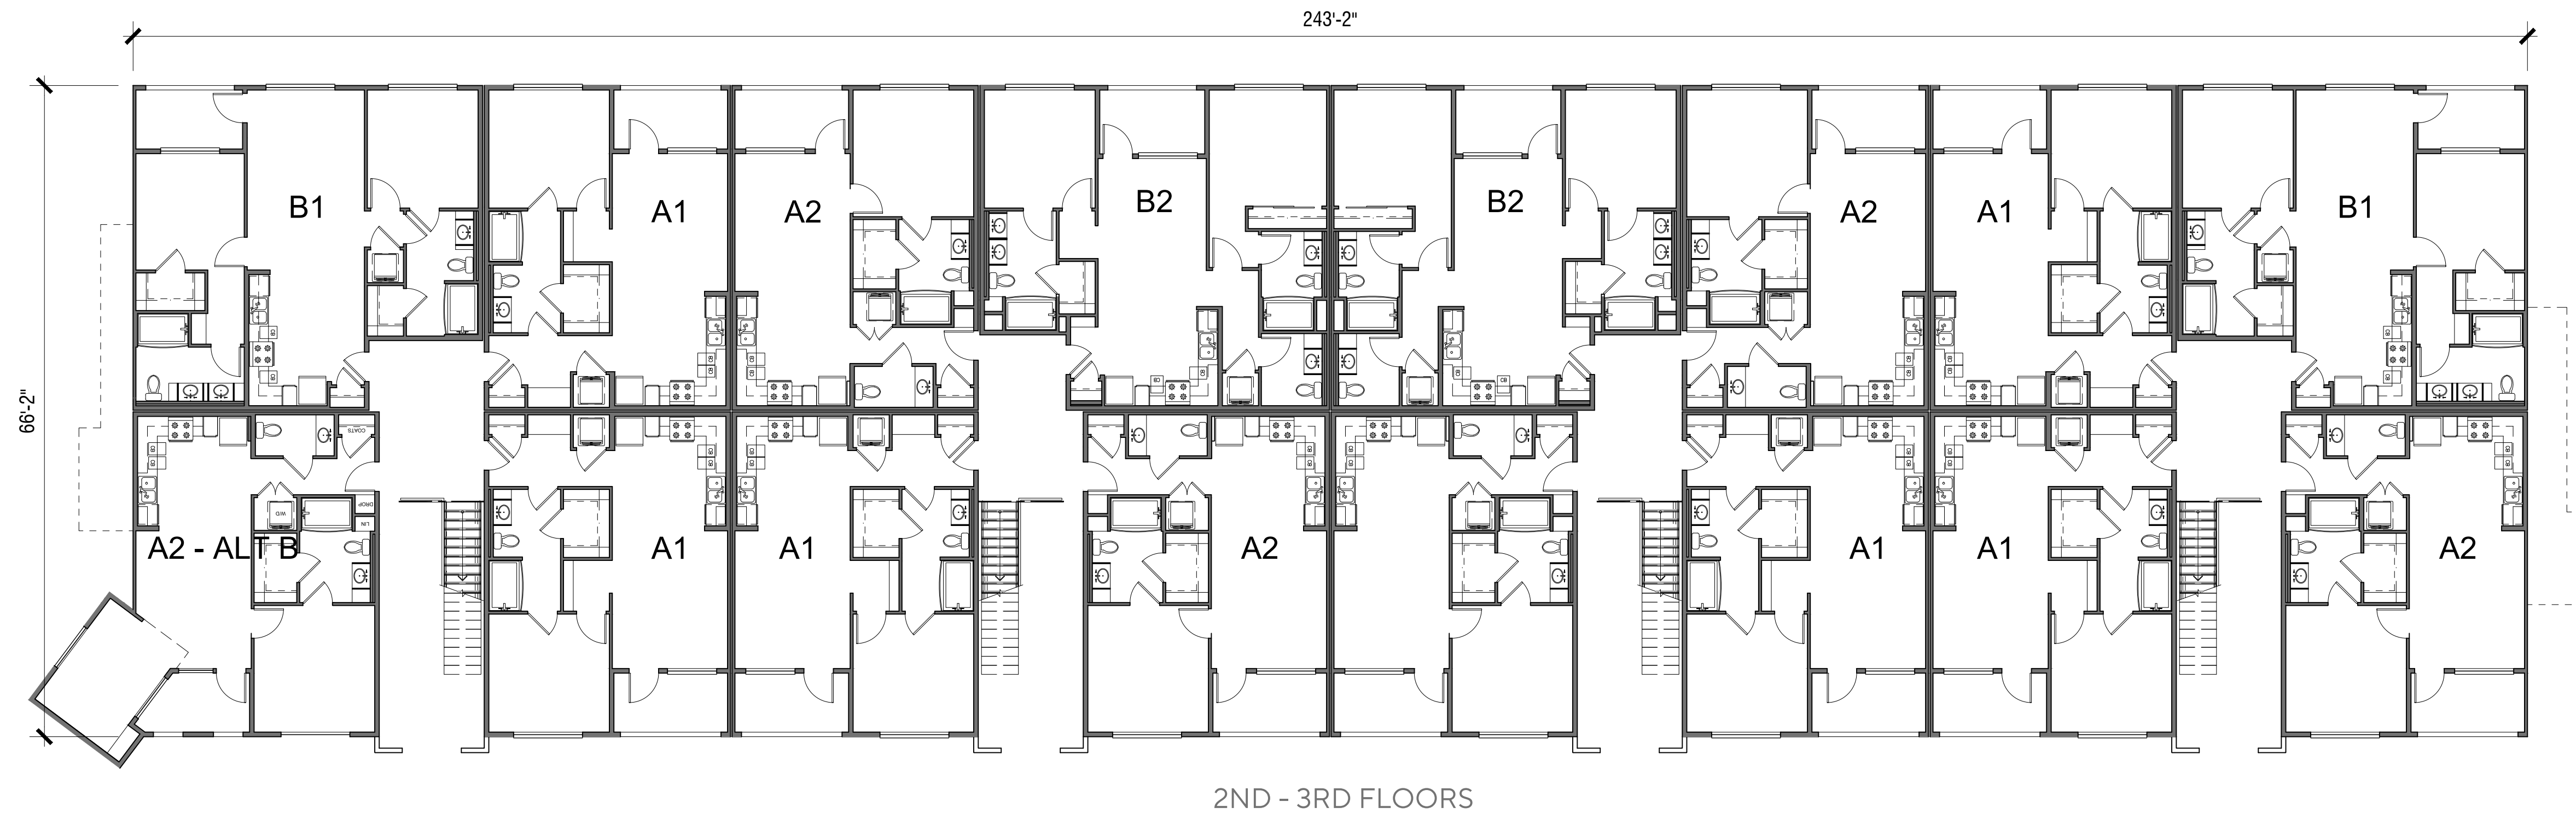 243'-2"
66'-2"
B1
A1
A2
B2
B2
A2
A1
B1
COATS
W/D
DROP
LIN
A2 - ALT B
A1
A1
A2
A1
A1
A2
2ND - 3RD FLOORS